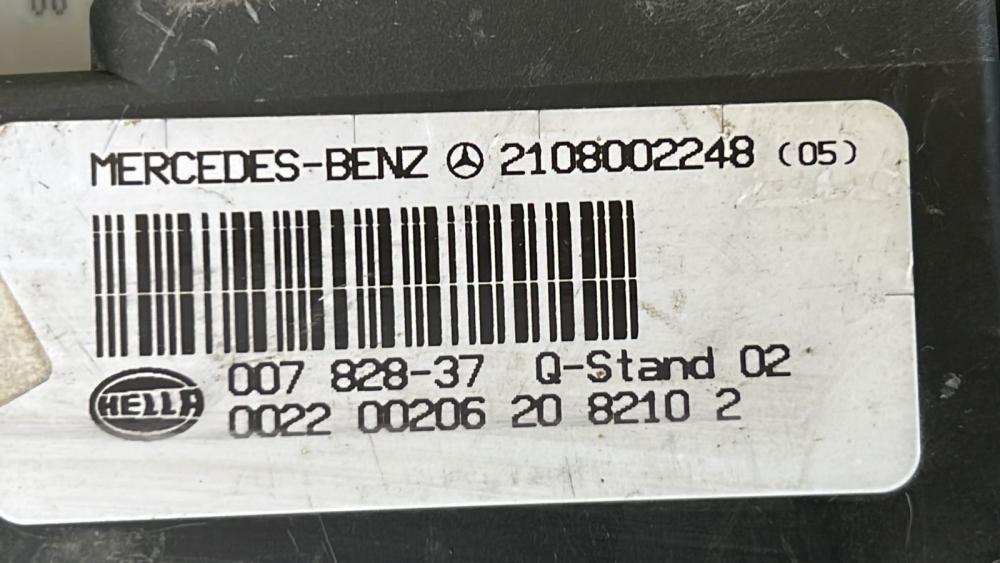 MERCEDES-BENZ 2108002248 (05)
007 828-37 Q-Stand 02
HELLA
0022 00206 20 8210 2